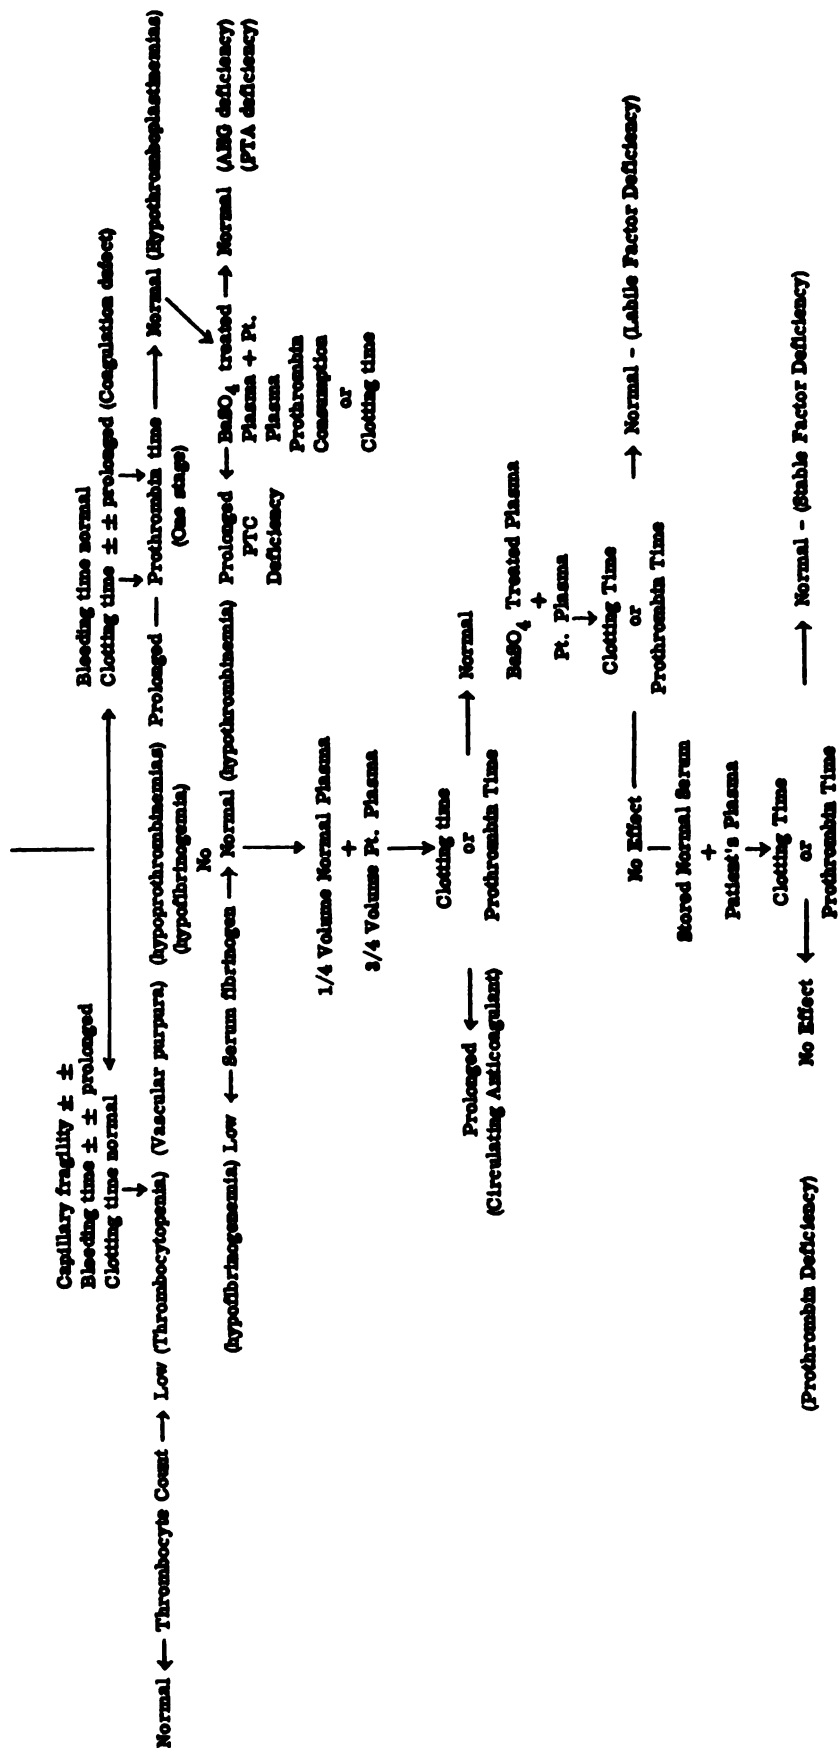 Capillary fragility ± ±
Bleeding time ± ± prolonged
Clotting time normal
Bleeding time normal
Clotting time ± ± prolonged (Coagulation defect)
Normal ← Thrombocyte Count → Low (Thrombocytopenia) (Vascular purpura) (hypoprothrombinemias) Prolonged — Prothrombin time → Normal (Hypothromboplastinemias)
(hypofibrinogemia)
(One stage)
No
(hypofibrinogenemia) Low ← Serum fibrinogen → Normal (hypothrombinemia)
Prolonged ← BaSO4 treated → Normal (AHG deficiency)
PTC
Deficiency
Plasma + Pt.
Plasma
Prothrombin
Consumption
or
Clotting time
(PTA deficiency)
1/4 Volume Normal Plasma
+
3/4 Volume Pt. Plasma
Prolonged ←
(Circulating Anticoagulant)
Clotting time
or
Prothrombin Time
→ Normal
BaSO4 Treated Plasma
+
Pt. Plasma
No Effect
Clotting Time
or
Prothrombin Time
→ Normal - (Labile Factor Deficiency)
Stored Normal Serum
+
Patient's Plasma
(Prothrombin Deficiency)
No Effect ←
Clotting Time
or
Prothrombin Time
→ Normal - (Stable Factor Deficiency)